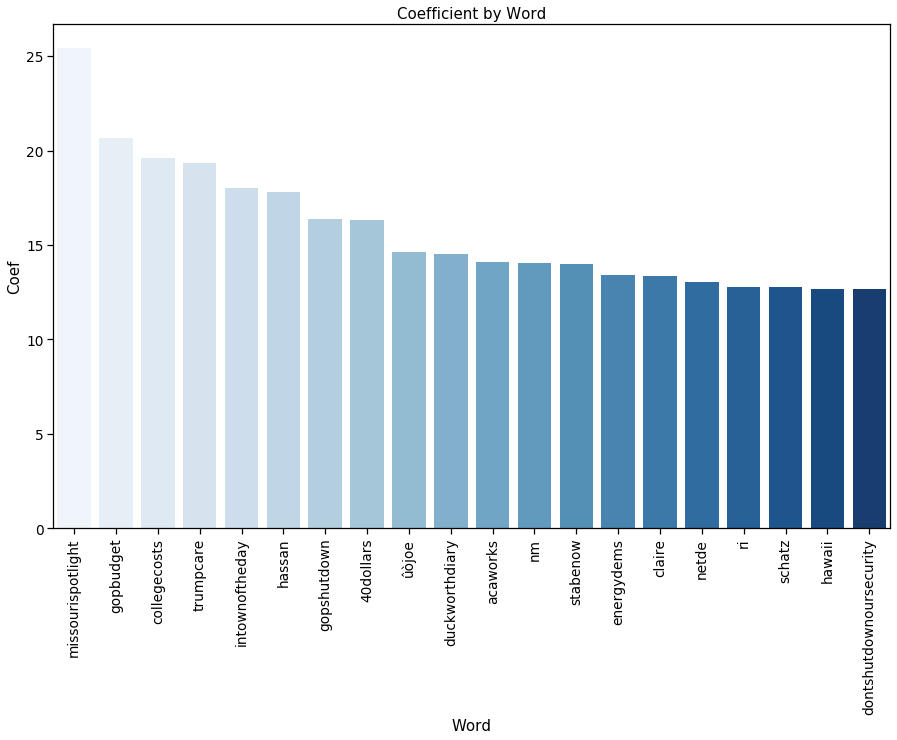 Coefficient by Word
Coef
25
20
15
10
5
0
missourispotlight
gopbudget
collegecosts
trumpcare
intownoftheday
hassan
gopshutdown
40dollars
ûòjoe
duckworthdiary
acaworks
nm
stabenow
energydems
claire
netde
ri
schatz
hawaii
dontshutdownoursecurity
Word